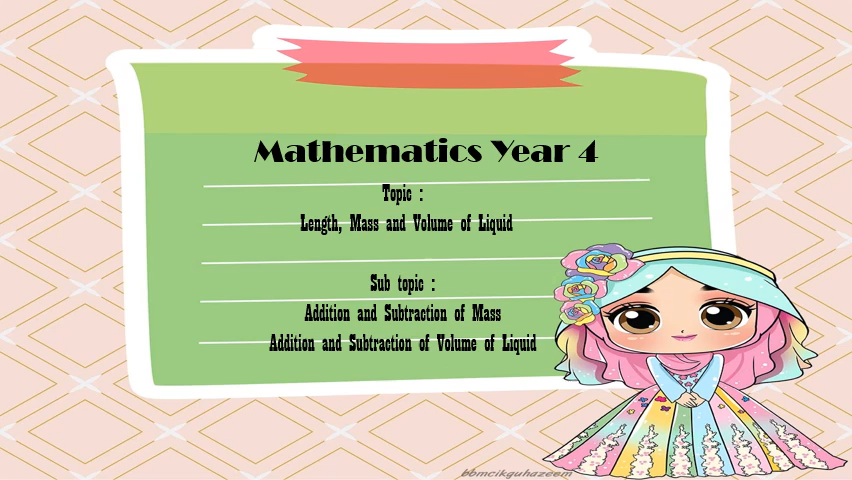 Mathematics Year 4
Topic :
Length, Mass and Volume of Liquid
Sub topic :
Addition and Subtraction of Mass
Addition and Subtraction of Volume of Liquid
bbmcikguhazeem